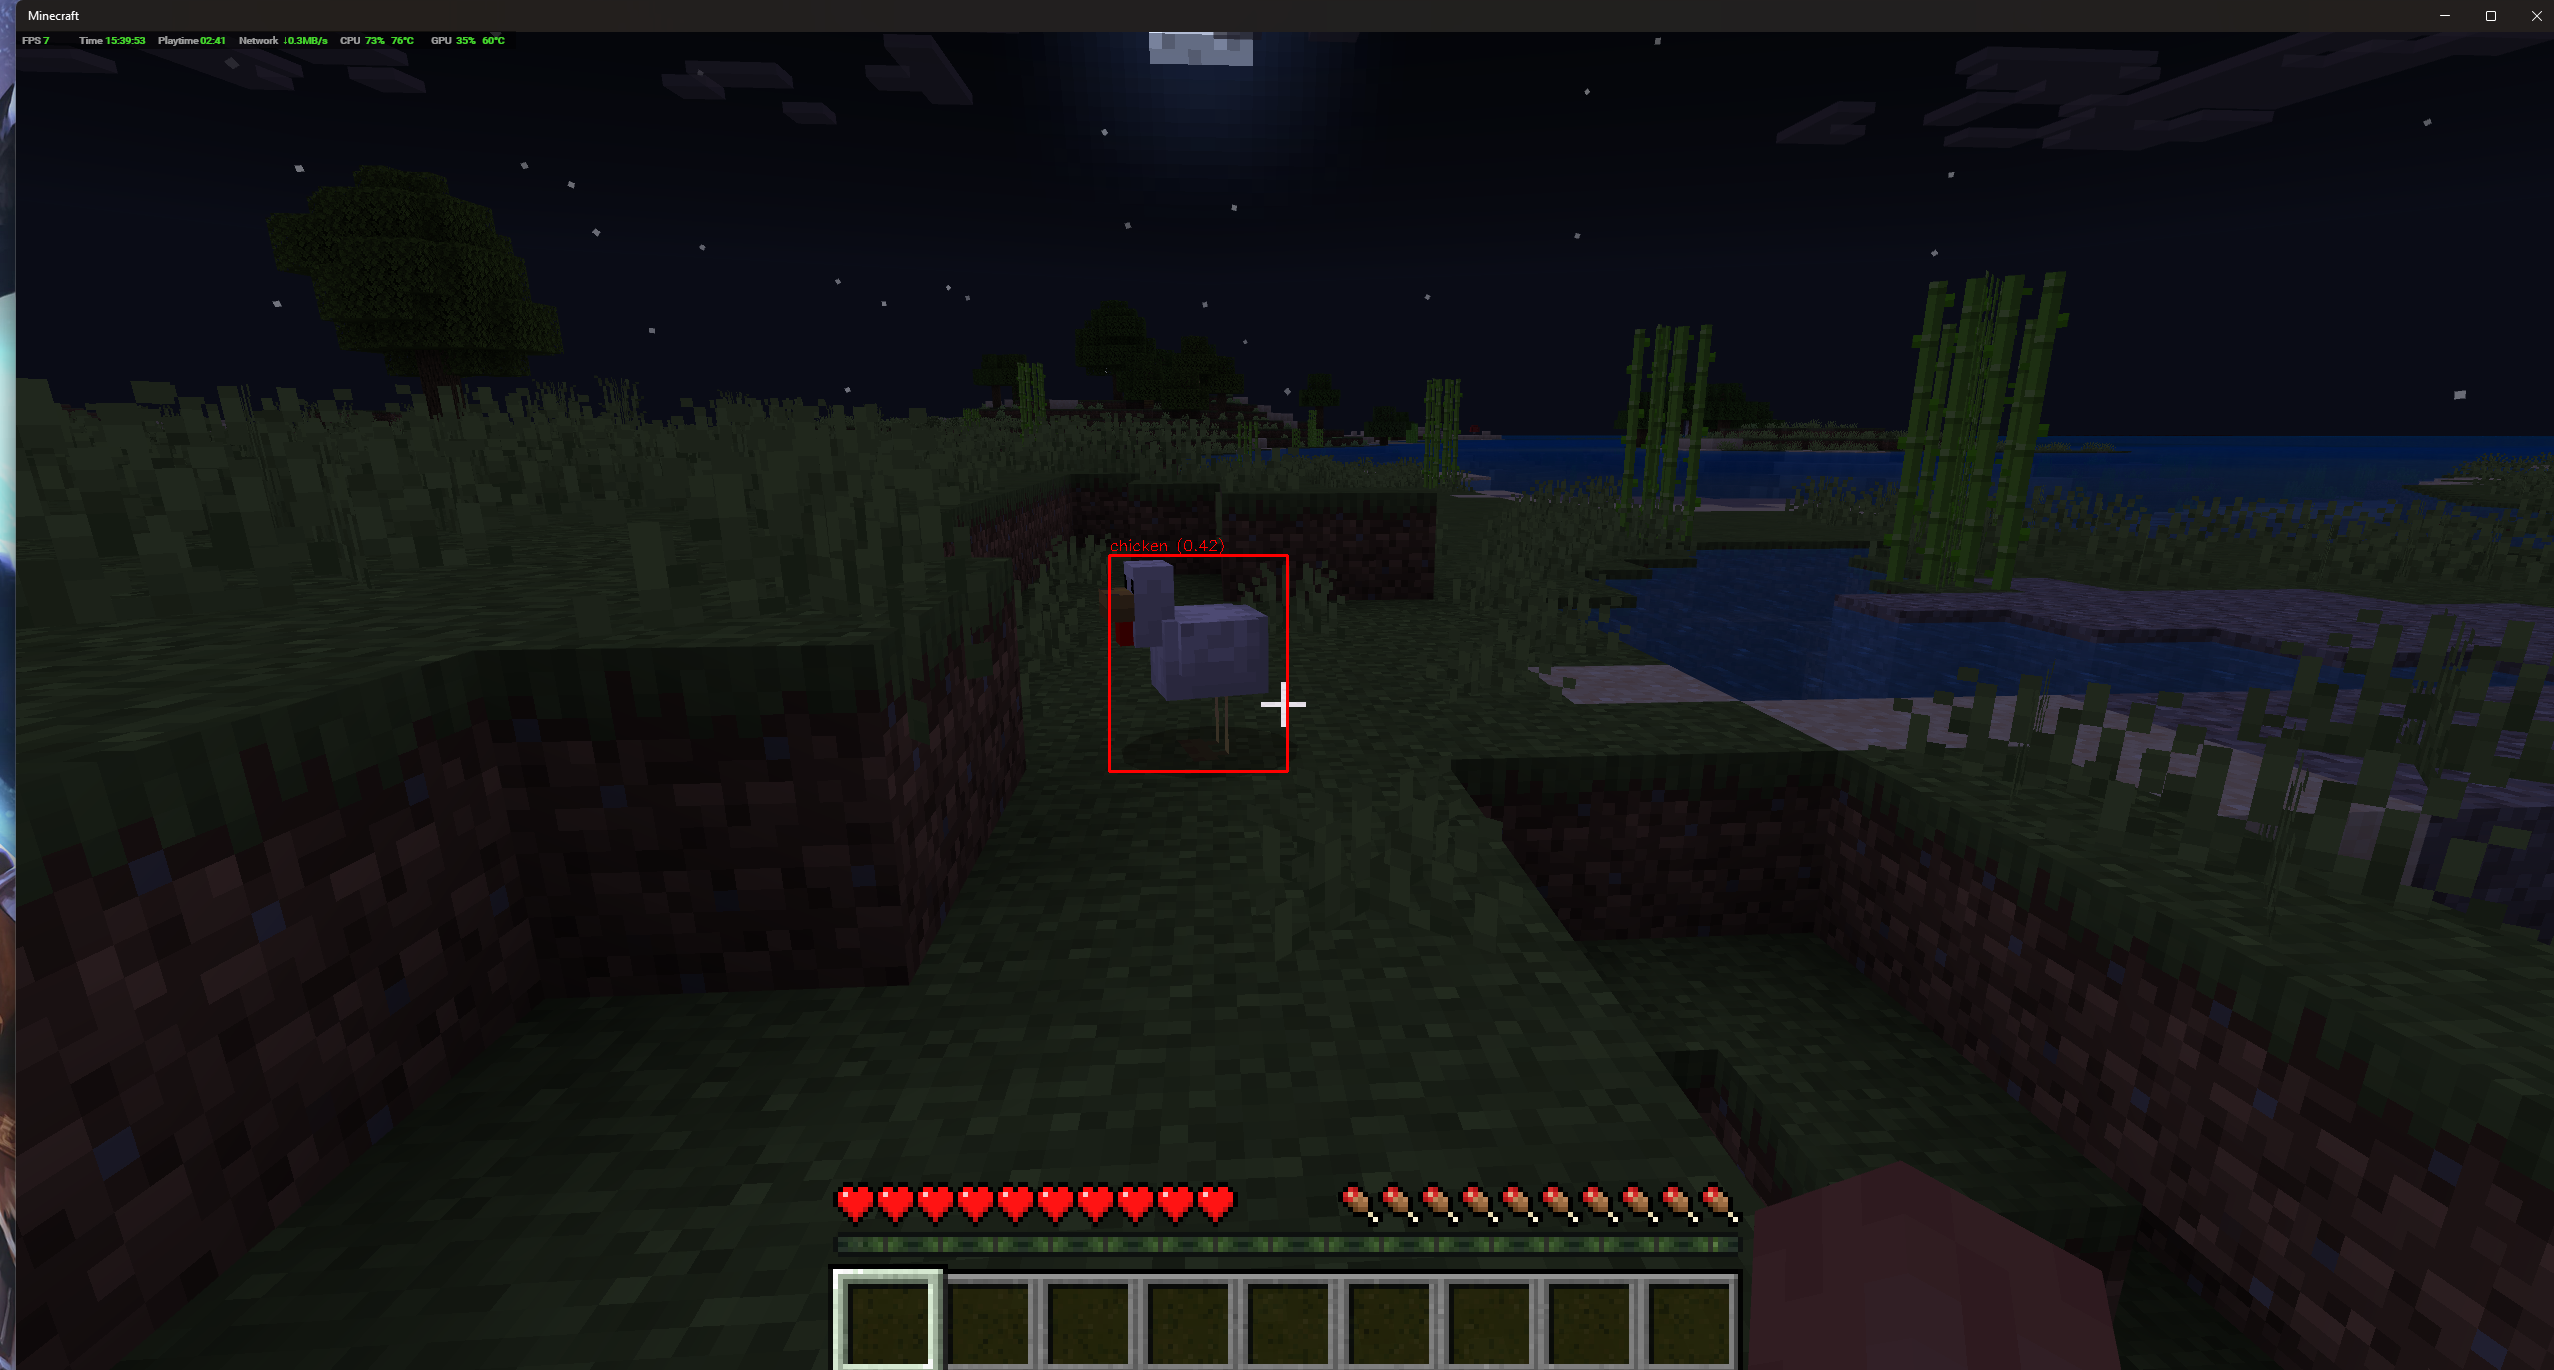 Minecraft
FPS 7 Time 15:39:53 Playtime 02:41 Network ↓0.3MB/s CPU 73% 76°C GPU 35% 60°C
chicken (0.42)